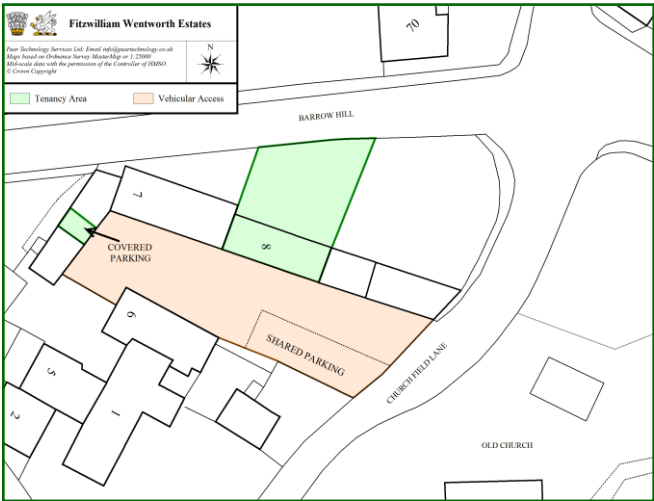 Fitzwilliam Wentworth Estates
Pear Technology Services Ltd; Email info@peartechnology.co.uk
Maps based on Ordnance Survey MasterMap or 1:25000
Mid-scale data with the permission of the Controller of HMSO.
© Crown Copyright
N
Tenancy Area
Vehicular Access
70
BARROW HILL
7
8
COVERED
PARKING
6
SHARED PARKING
5
1
2
CHURCH FIELD LANE
OLD CHURCH